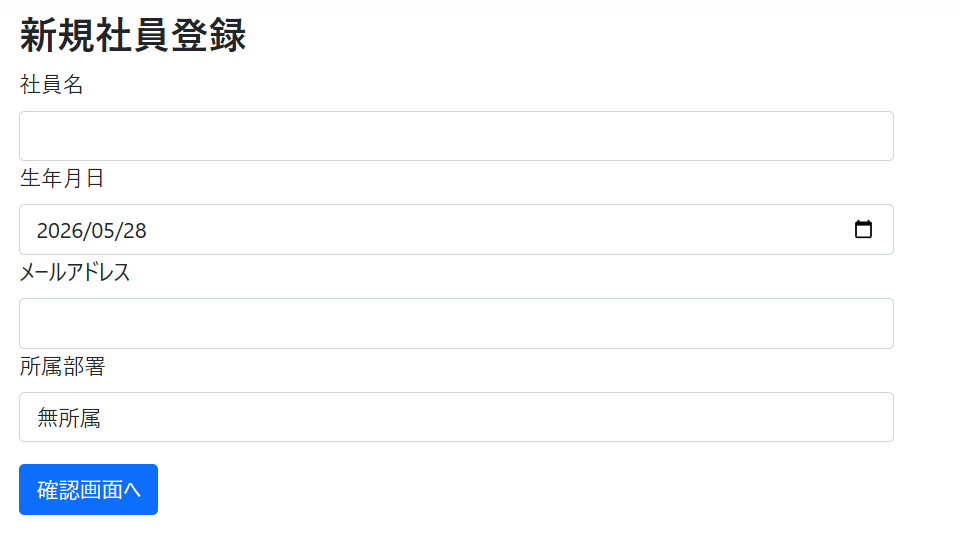 新規社員登録
社員名
生年月日
2026/05/28
メールアドレス
所属部署
無所属
確認画面へ